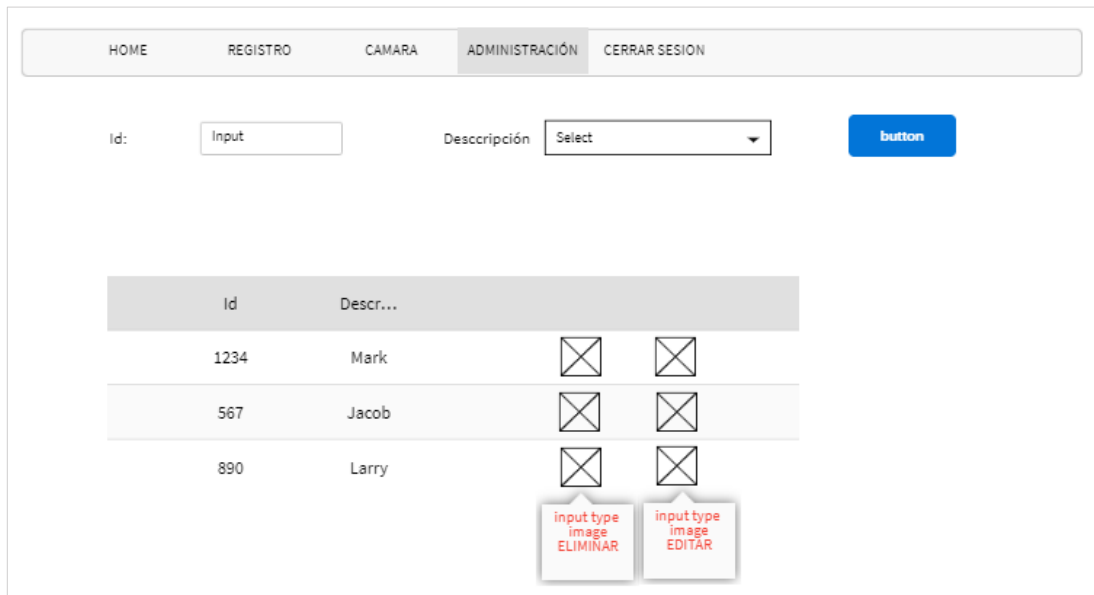 HOME REGISTRO CAMARA ADMINISTRACIÓN CERRAR SESION
Id: Input Desccripción Select button
Id Descr...
1234 Mark
567 Jacob
890 Larry
input type
image
ELIMINAR
input type
image
EDITAR